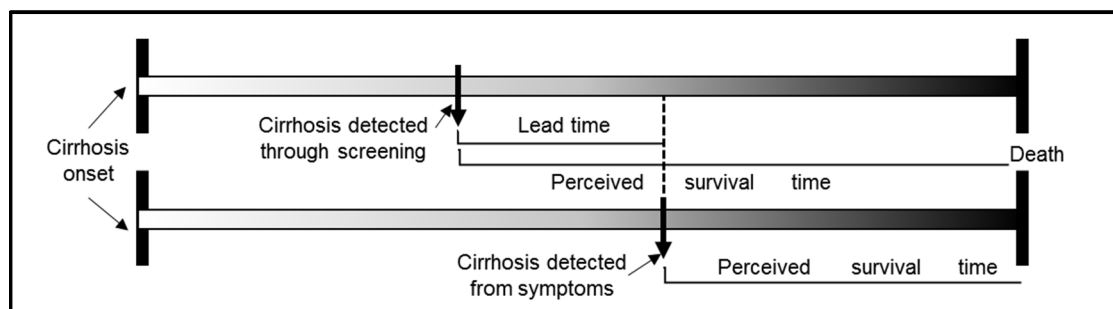 Cirrhosis detected
through screening
Lead time
Cirrhosis
onset
Death
Perceived survival time
Cirrhosis detected
from symptoms
Perceived survival time